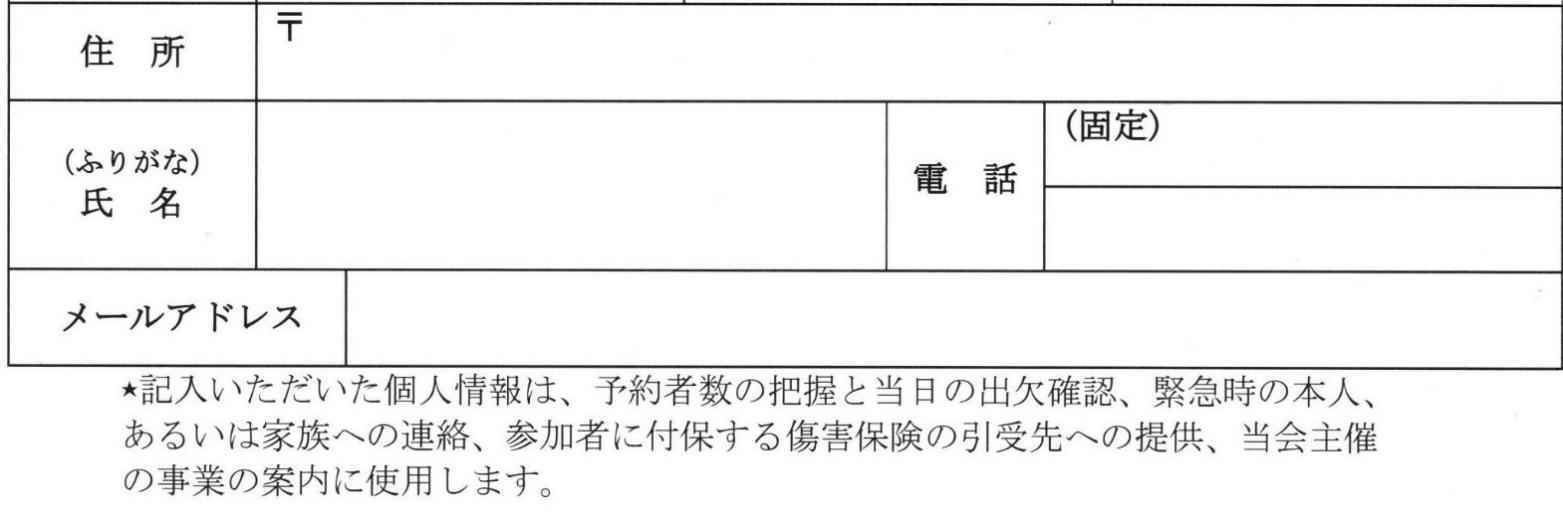 〒
住 所
(ふりがな)
氏 名
電 話
(固定)
メールアドレス
★記入いただいた個人情報は、予約者数の把握と当日の出欠確認、緊急時の本人、
あるいは家族への連絡、参加者に付保する傷害保険の引受先への提供、当会主催
の事業の案内に使用します。